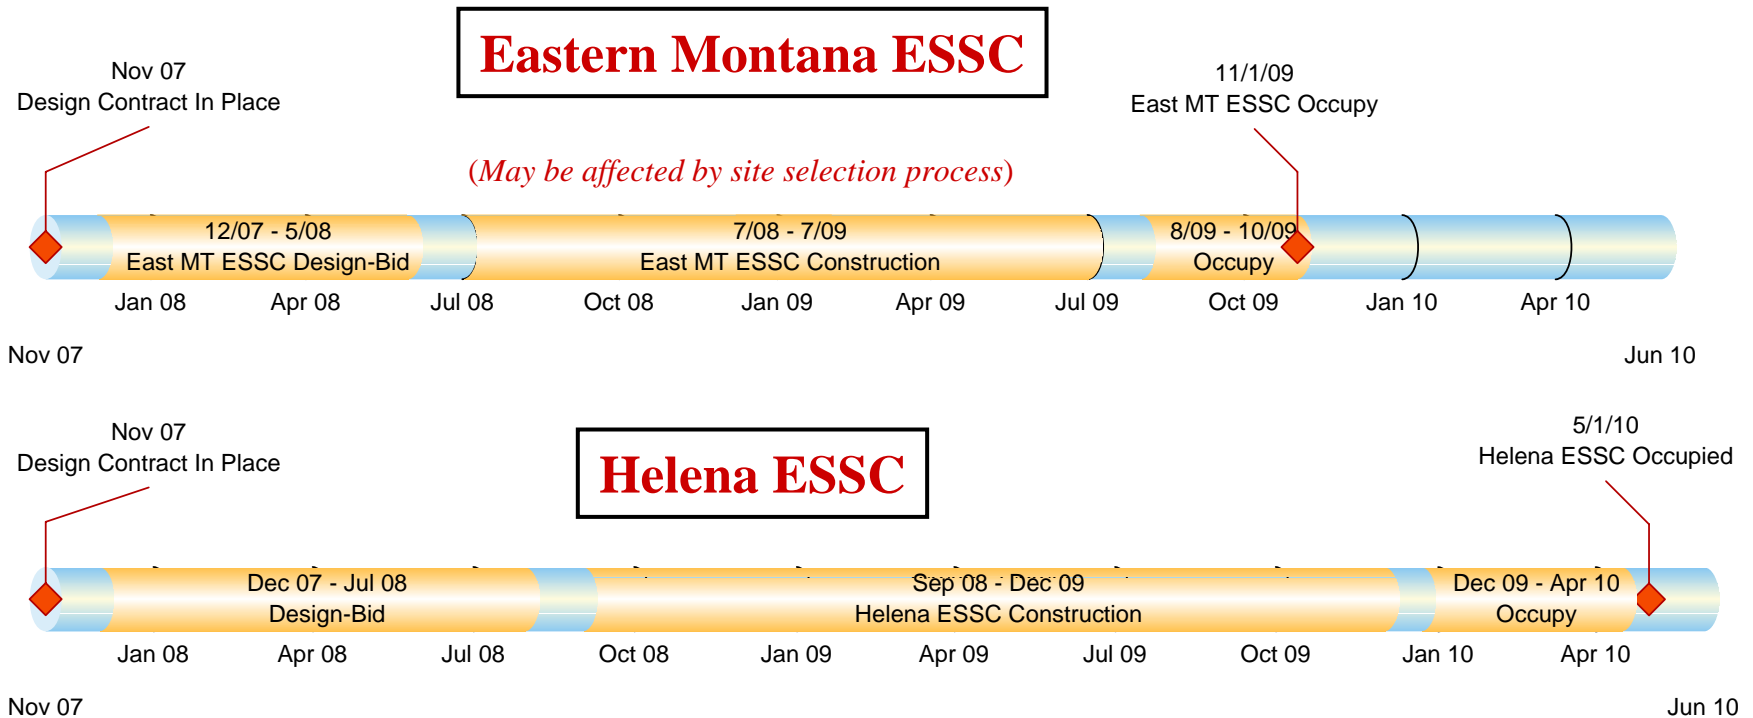 Eastern Montana ESSC
Nov 07
Design Contract In Place
11/1/09
East MT ESSC Occupy
(May be affected by site selection process)
12/07 - 5/08
East MT ESSC Design-Bid
7/08 - 7/09
East MT ESSC Construction
8/09 - 10/09
Occupy
Jan 08 Apr 08 Jul 08 Oct 08 Jan 09 Apr 09 Jul 09 Oct 09 Jan 10 Apr 10
Nov 07 Jun 10
Helena ESSC
Nov 07
Design Contract In Place
5/1/10
Helena ESSC Occupied
Dec 07 - Jul 08
Design-Bid
Sep 08 - Dec 09
Helena ESSC Construction
Dec 09 - Apr 10
Occupy
Jan 08 Apr 08 Jul 08 Oct 08 Jan 09 Apr 09 Jul 09 Oct 09 Jan 10 Apr 10
Nov 07 Jun 10